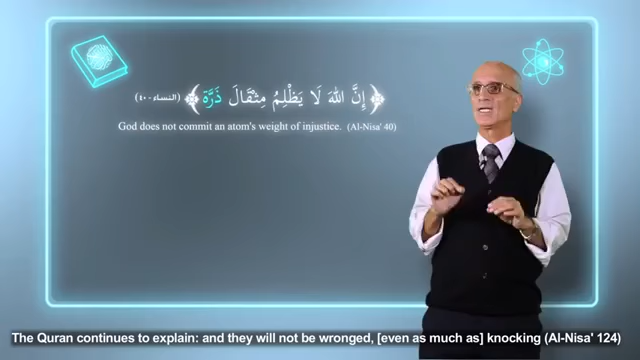 ﴿ إِنَّ اللهَ لَا يَظْلِمُ مِثْقَالَ ذَرَّةٍ ﴾ (النساء-٤٠)
God does not commit an atom's weight of injustice. (Al-Nisa' 40)
The Quran continues to explain: and they will not be wronged, [even as much as] knocking (Al-Nisa' 124)